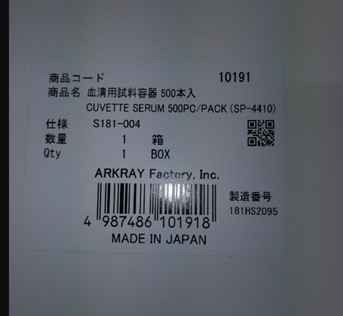 商品コード 10191
商品名 血清用試料容器 500本入
CUVETTE SERUM 500PC/PACK (SP-4410)
仕様 S181-004
数量 1 箱
Qty 1 BOX
ARKRAY Factory, Inc.
4 987486 101918
製造番号
181HS2095
MADE IN JAPAN